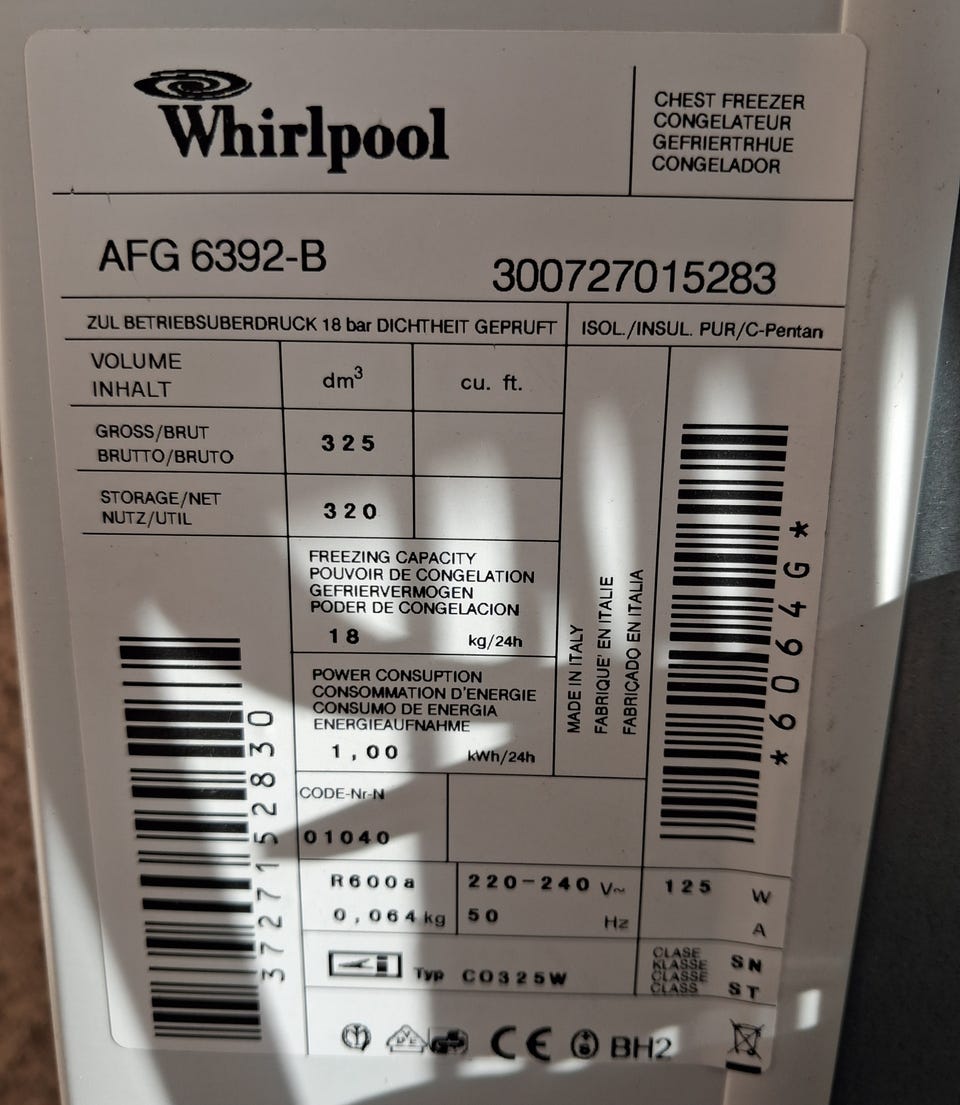 Whirlpool
CHEST FREEZER
CONGELATEUR
GEFRIERTRHUE
CONGELADOR
AFG 6392-B
300727015283
ZUL BETRIEBSUBERDRUCK 18 bar DICHTHEIT GEPRUFT
ISOL./INSUL. PUR/C-Pentan
VOLUME
INHALT
dm³
cu. ft.
GROSS/BRUT
BRUTTO/BRUTO
325
STORAGE/NET
NUTZ/UTIL
320
FREEZING CAPACITY
POUVOIR DE CONGELATION
GEFRIERVERMOGEN
PODER DE CONGELACION
18 kg/24h
POWER CONSUPTION
CONSOMMATION D'ENERGIE
CONSUMO DE ENERGIA
ENERGIEAUFNAHME
1,00 kWh/24h
MADE IN ITALY
FABRIQUE' EN ITALIE
FABRICADO EN ITALIA
*6064G*
3727152830
CODE-Nr-N
01040
R600a
0,064 kg
220-240 V~
50 Hz
125 W
A
Typ CO325W
CLASE
KLASSE
CLASSE
CLASS
SN
ST
CE
BH2